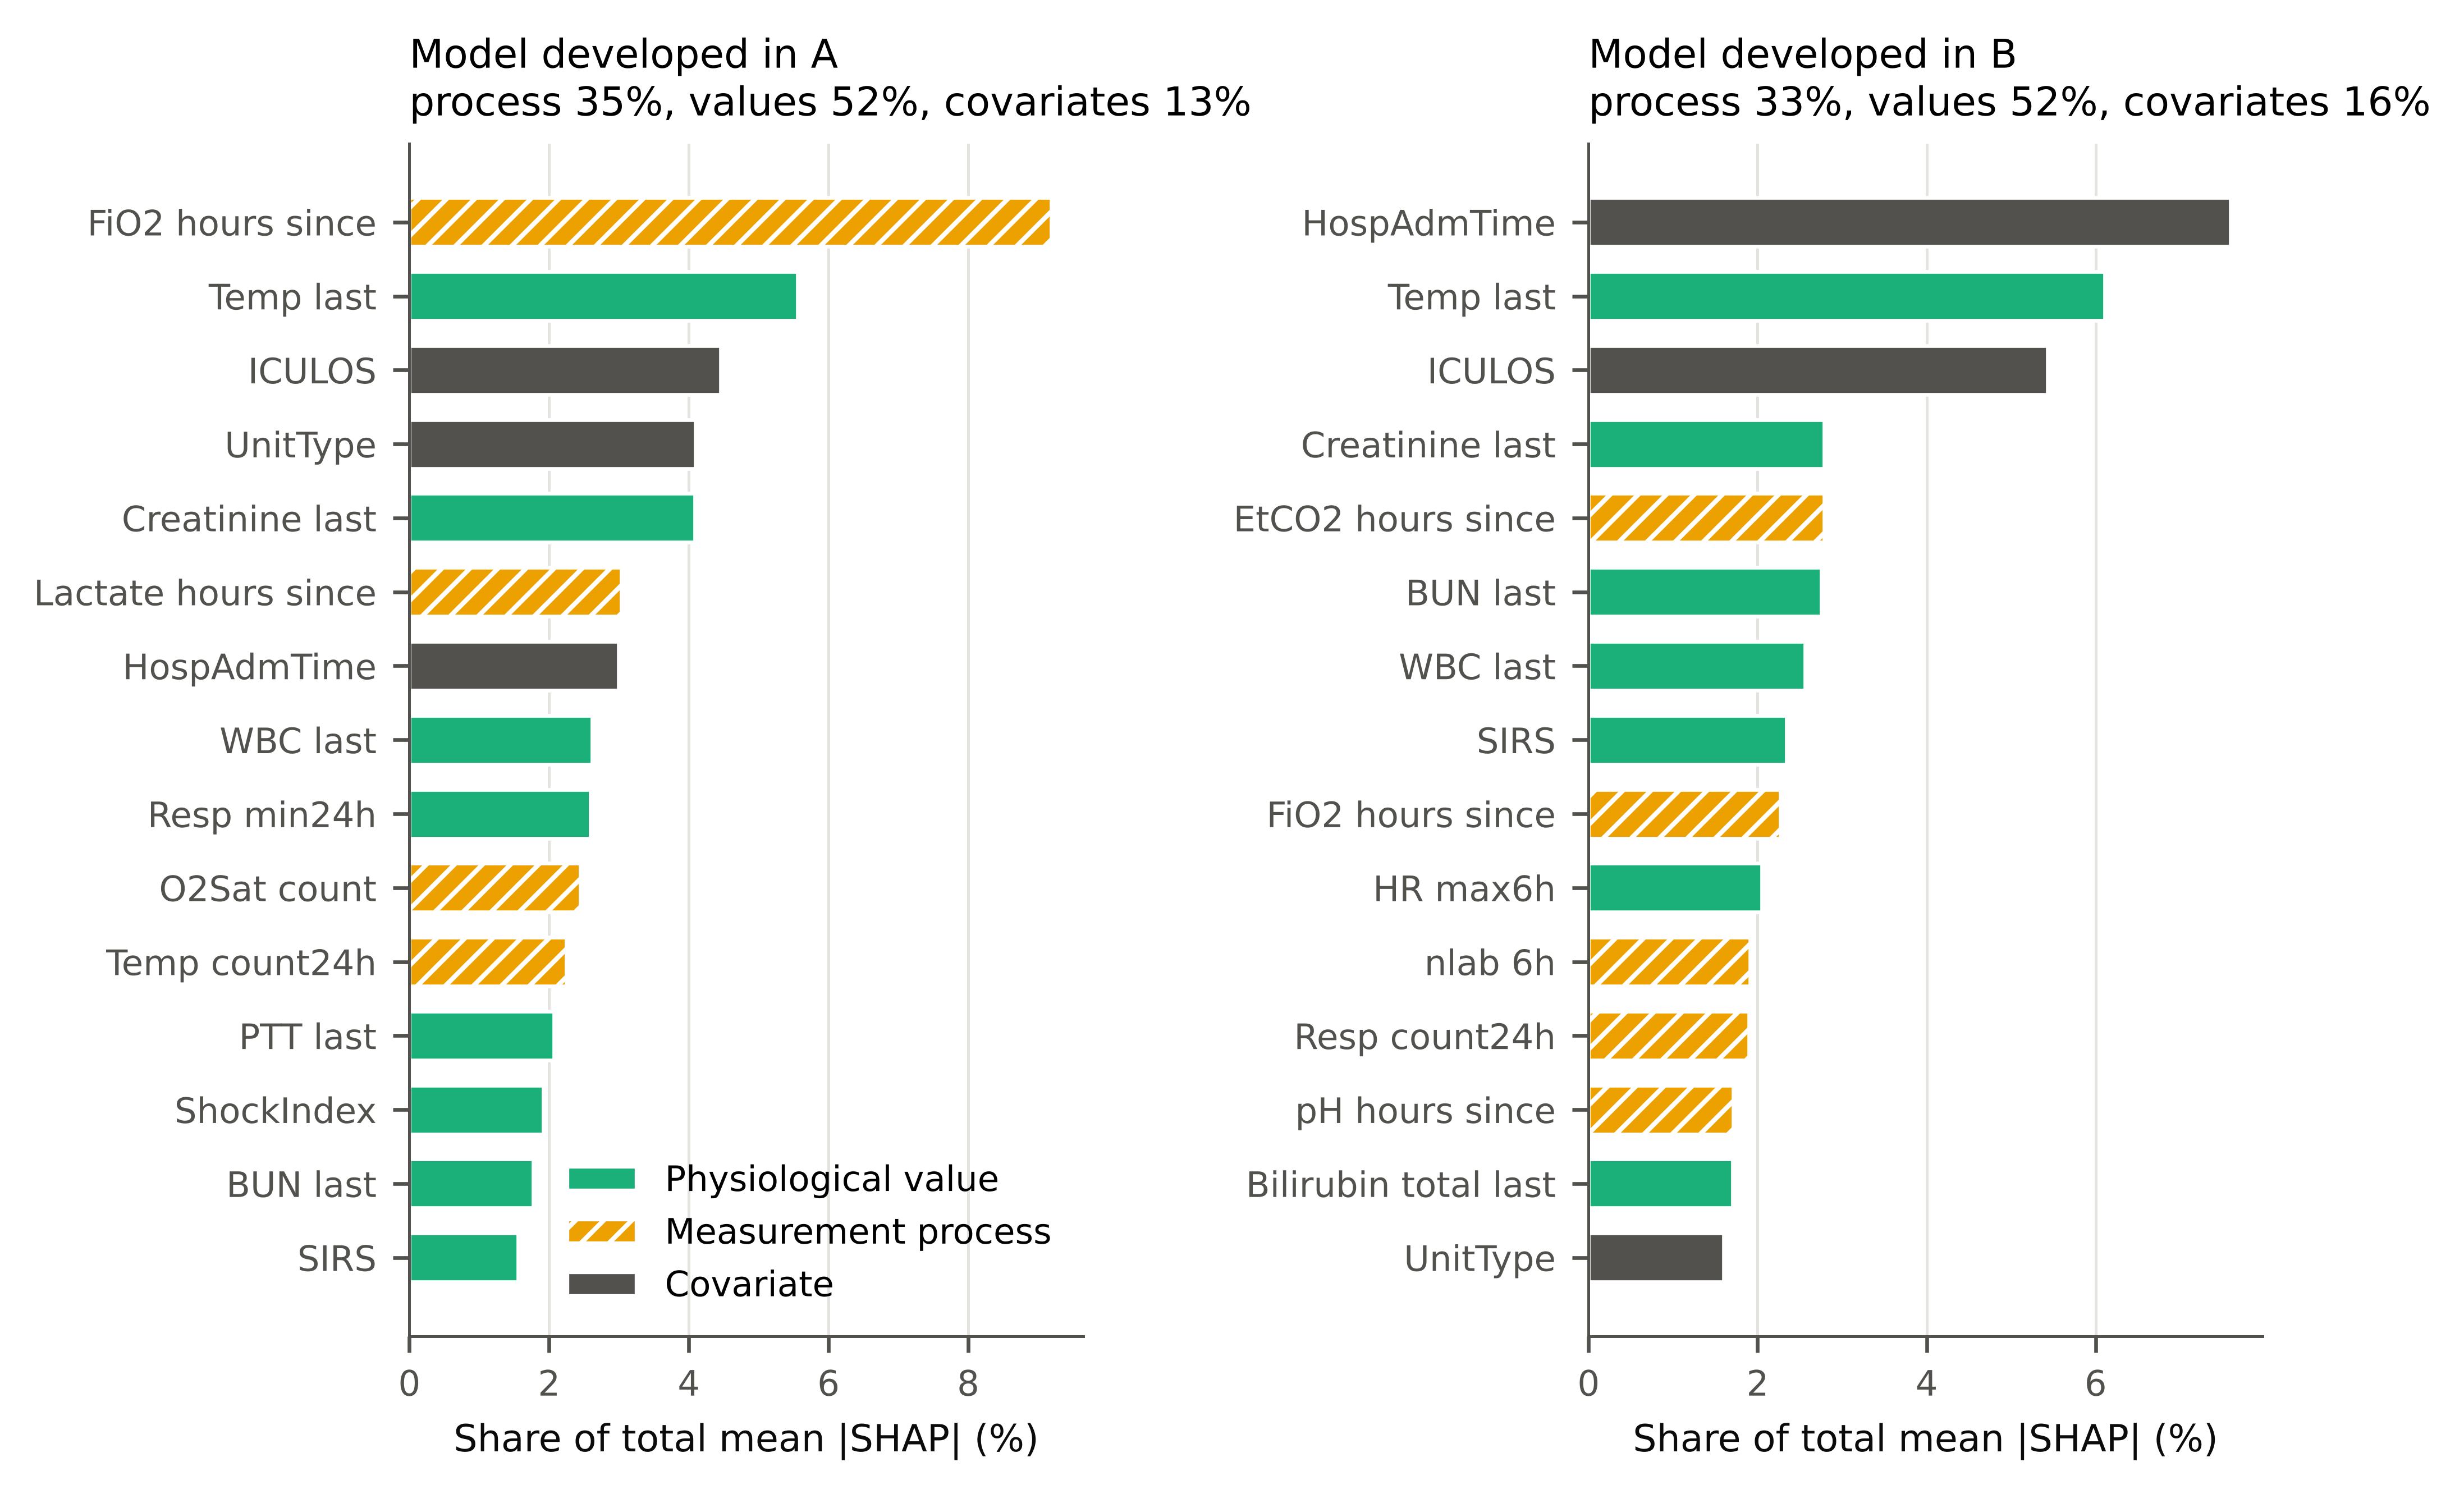 Model developed in A
process 35%, values 52%, covariates 13%
FiO2 hours since
Temp last
ICULOS
UnitType
Creatinine last
Lactate hours since
HospAdmTime
WBC last
Resp min24h
O2Sat count
Temp count24h
PTT last
ShockIndex
BUN last
SIRS
Physiological value
Measurement process
Covariate
0 2 4 6 8
Share of total mean |SHAP| (%)
Model developed in B
process 33%, values 52%, covariates 16%
HospAdmTime
Temp last
ICULOS
Creatinine last
EtCO2 hours since
BUN last
WBC last
SIRS
FiO2 hours since
HR max6h
nlab 6h
Resp count24h
pH hours since
Bilirubin total last
UnitType
0 2 4 6
Share of total mean |SHAP| (%)